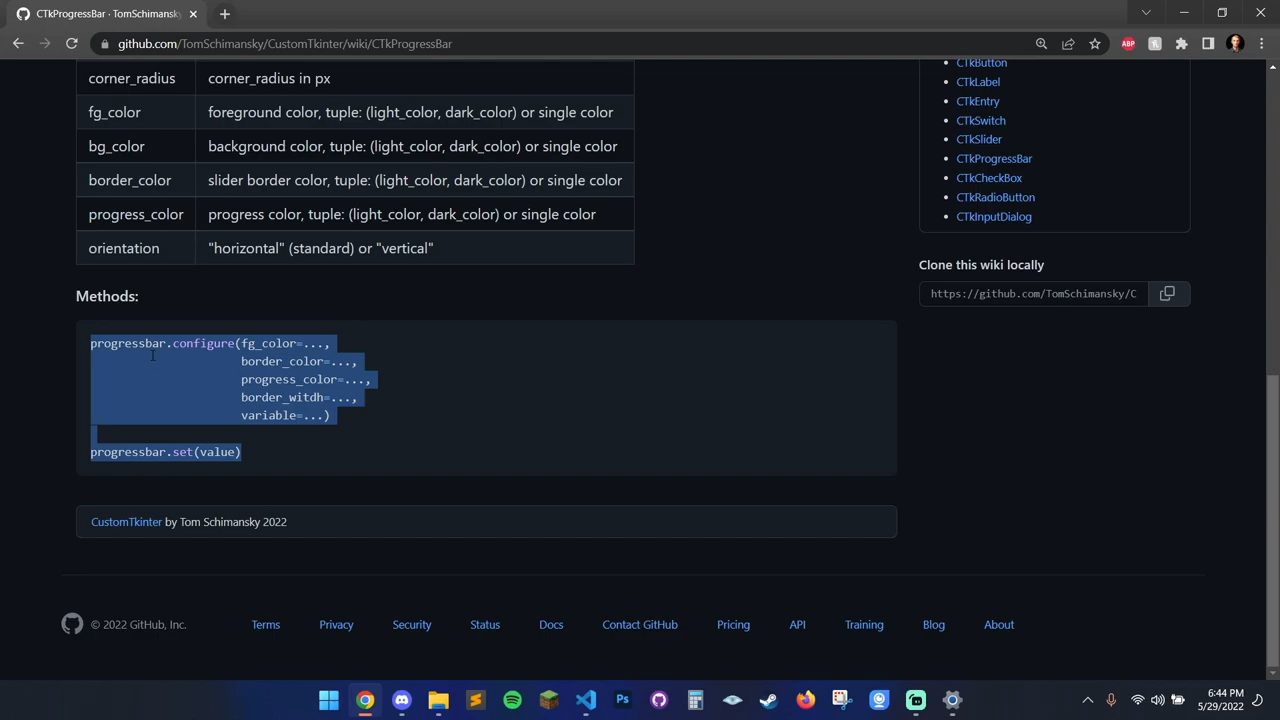 CTkProgressBar · TomSchimansky
github.com/TomSchimansky/CustomTkinter/wiki/CTkProgressBar
ABP
corner_radius corner_radius in px
fg_color foreground color, tuple: (light_color, dark_color) or single color
bg_color background color, tuple: (light_color, dark_color) or single color
border_color slider border color, tuple: (light_color, dark_color) or single color
progress_color progress color, tuple: (light_color, dark_color) or single color
orientation "horizontal" (standard) or "vertical"
Methods:
progressbar.configure(fg_color=...,
border_color=...,
progress_color=...,
border_witdh=...,
variable=...)
progressbar.set(value)
CustomTkinter by Tom Schimansky 2022
CTkButton
CTkLabel
CTkEntry
CTkSwitch
CTkSlider
CTkProgressBar
CTkCheckBox
CTkRadioButton
CTkInputDialog
Clone this wiki locally
https://github.com/TomSchimansky/C
© 2022 GitHub, Inc. Terms Privacy Security Status Docs Contact GitHub Pricing API Training Blog About
Ps
6:44 PM
5/29/2022